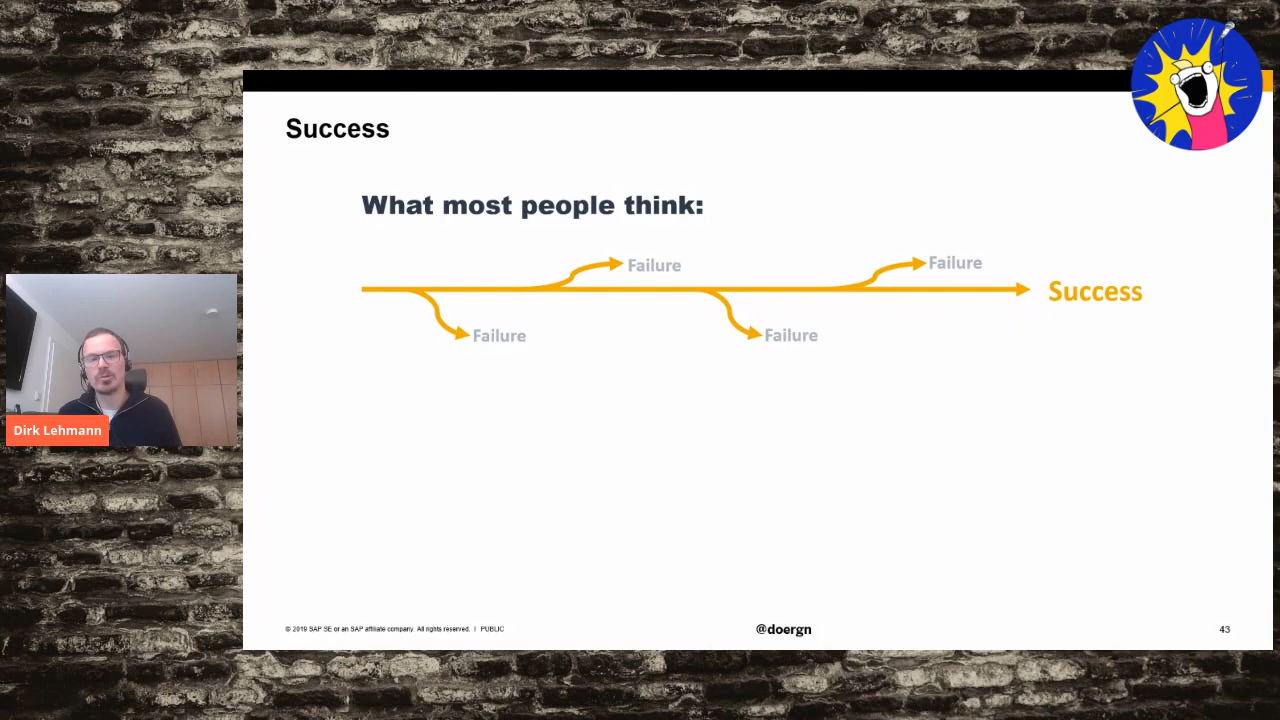 Success
What most people think:
Failure
Failure
Success
Failure
Failure
Dirk Lehmann
© 2019 SAP SE or an SAP affiliate company. All rights reserved. I PUBLIC
@doergn
43